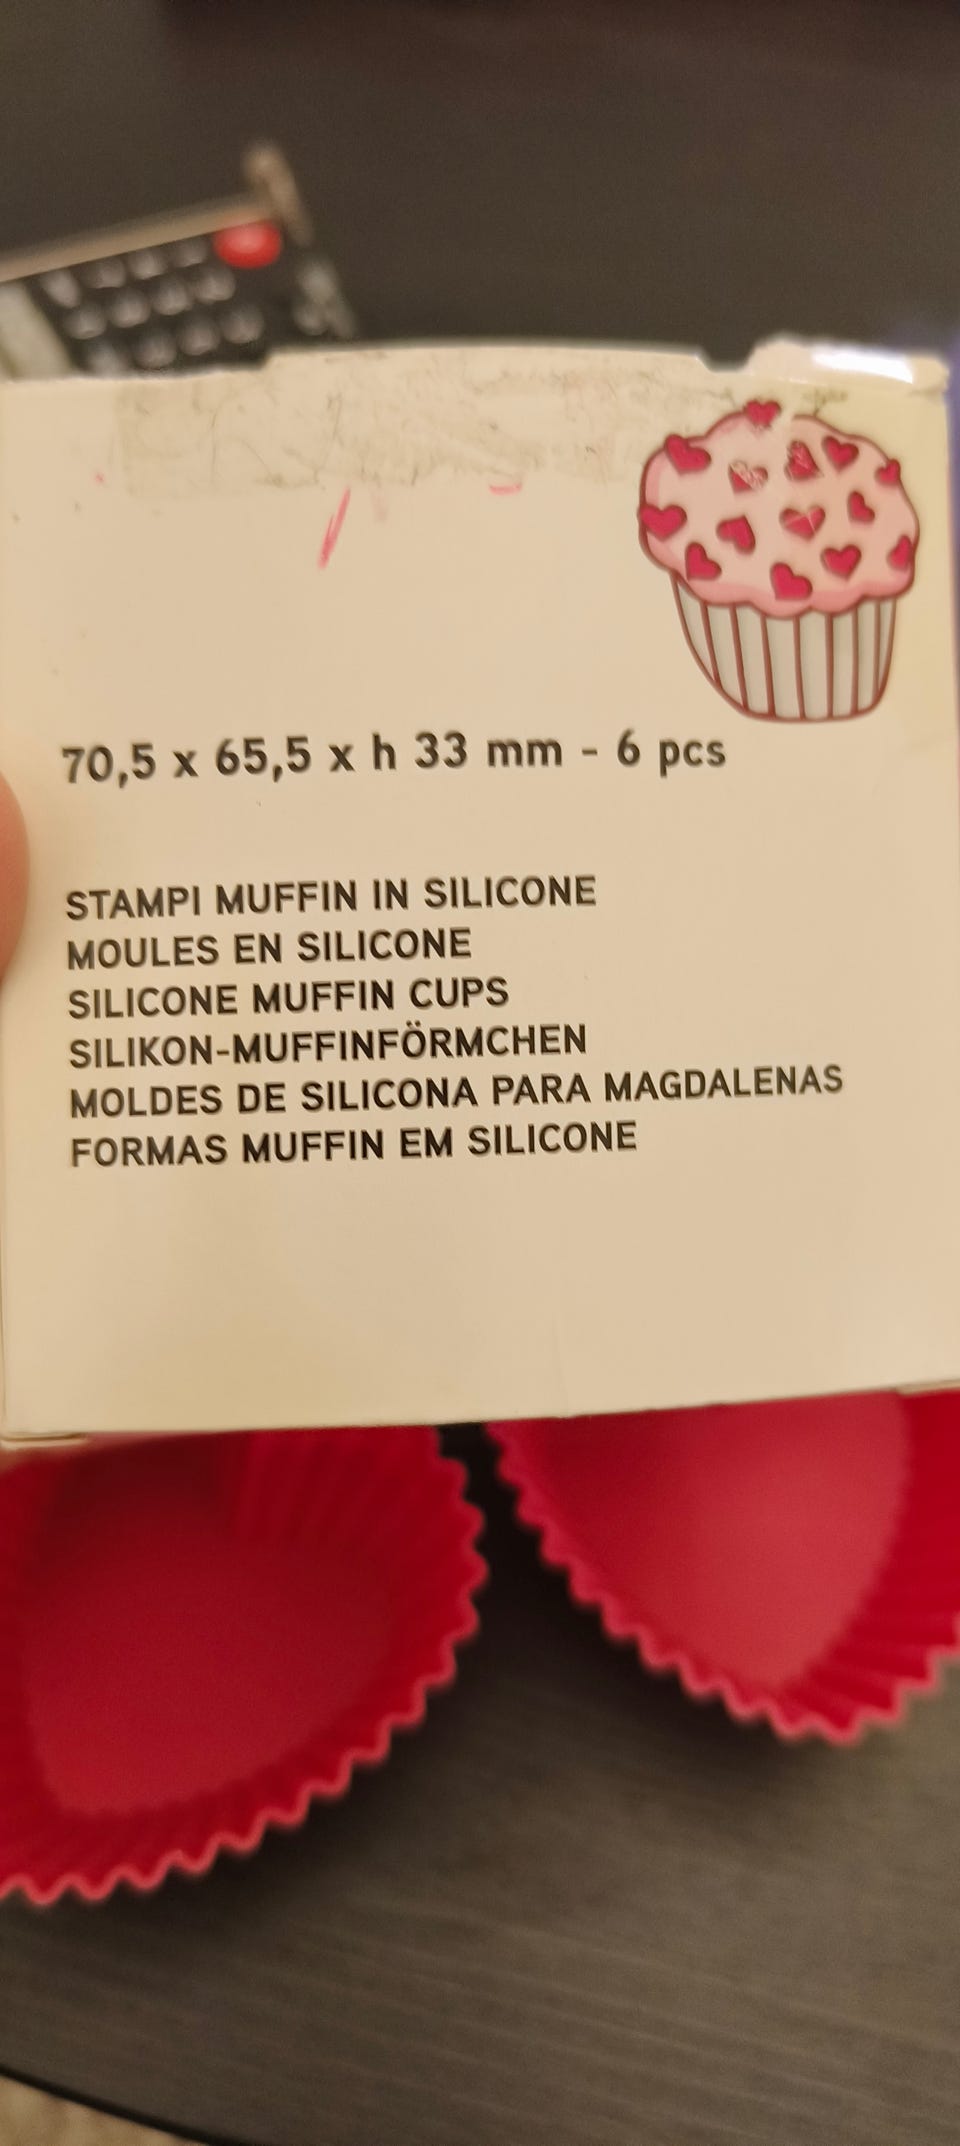 70,5 x 65,5 x h 33 mm - 6 pcs
STAMPI MUFFIN IN SILICONE
MOULES EN SILICONE
SILICONE MUFFIN CUPS
SILIKON-MUFFINFÖRMCHEN
MOLDES DE SILICONA PARA MAGDALENAS
FORMAS MUFFIN EM SILICONE